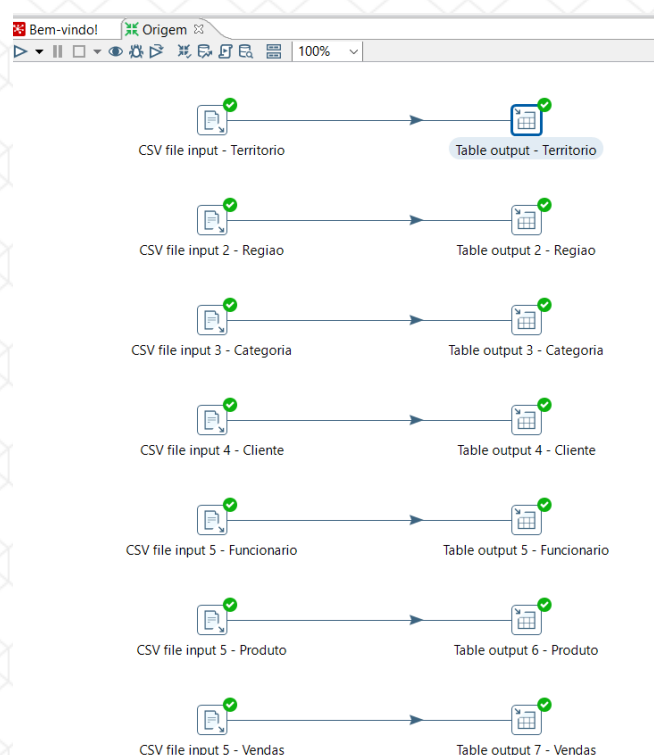 Bem-vindo!
Origem
100%
CSV file input - Territorio
Table output - Territorio
CSV file input 2 - Regiao
Table output 2 - Regiao
CSV file input 3 - Categoria
Table output 3 - Categoria
CSV file input 4 - Cliente
Table output 4 - Cliente
CSV file input 5 - Funcionario
Table output 5 - Funcionario
CSV file input 5 - Produto
Table output 6 - Produto
CSV file input 5 - Vendas
Table output 7 - Vendas